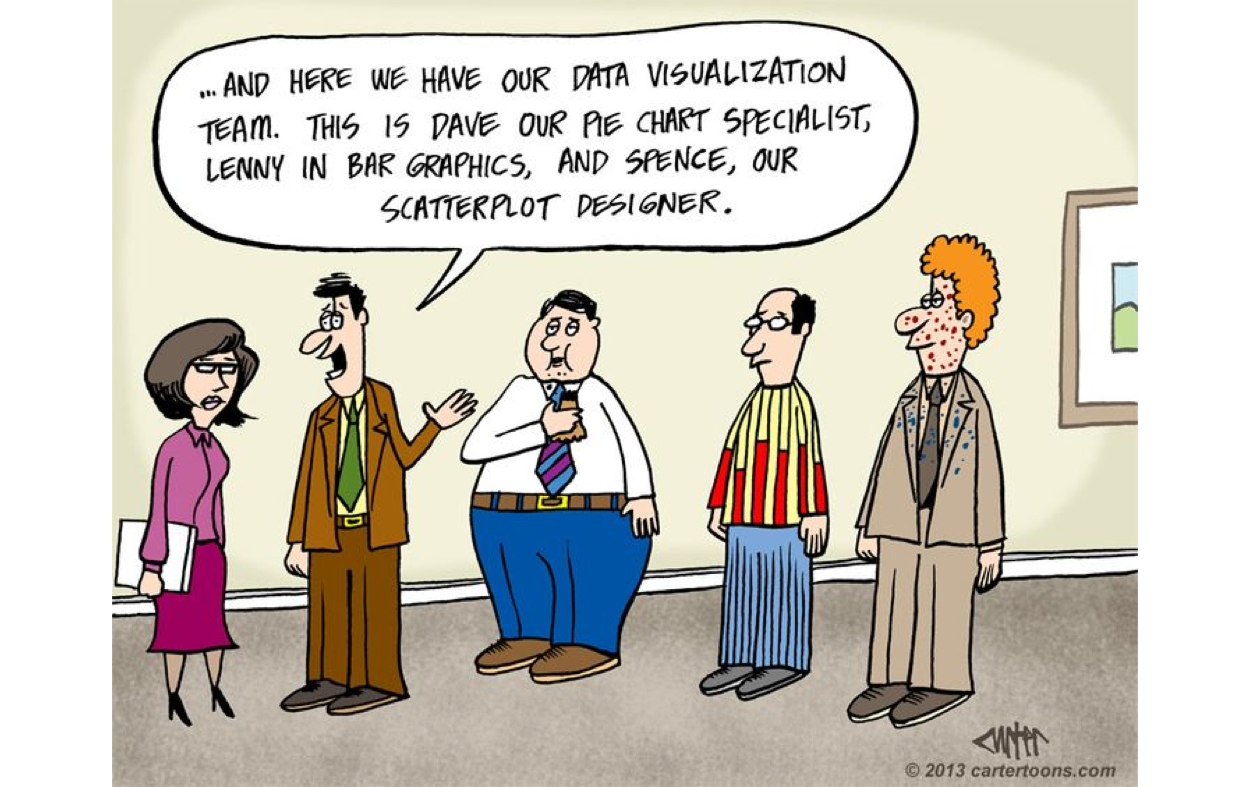 ...AND HERE WE HAVE OUR DATA VISUALIZATION
TEAM. THIS IS DAVE OUR PIE CHART SPECIALIST,
LENNY IN BAR GRAPHICS, AND SPENCE, OUR
SCATTERPLOT DESIGNER.
© 2013 cartertoons.com